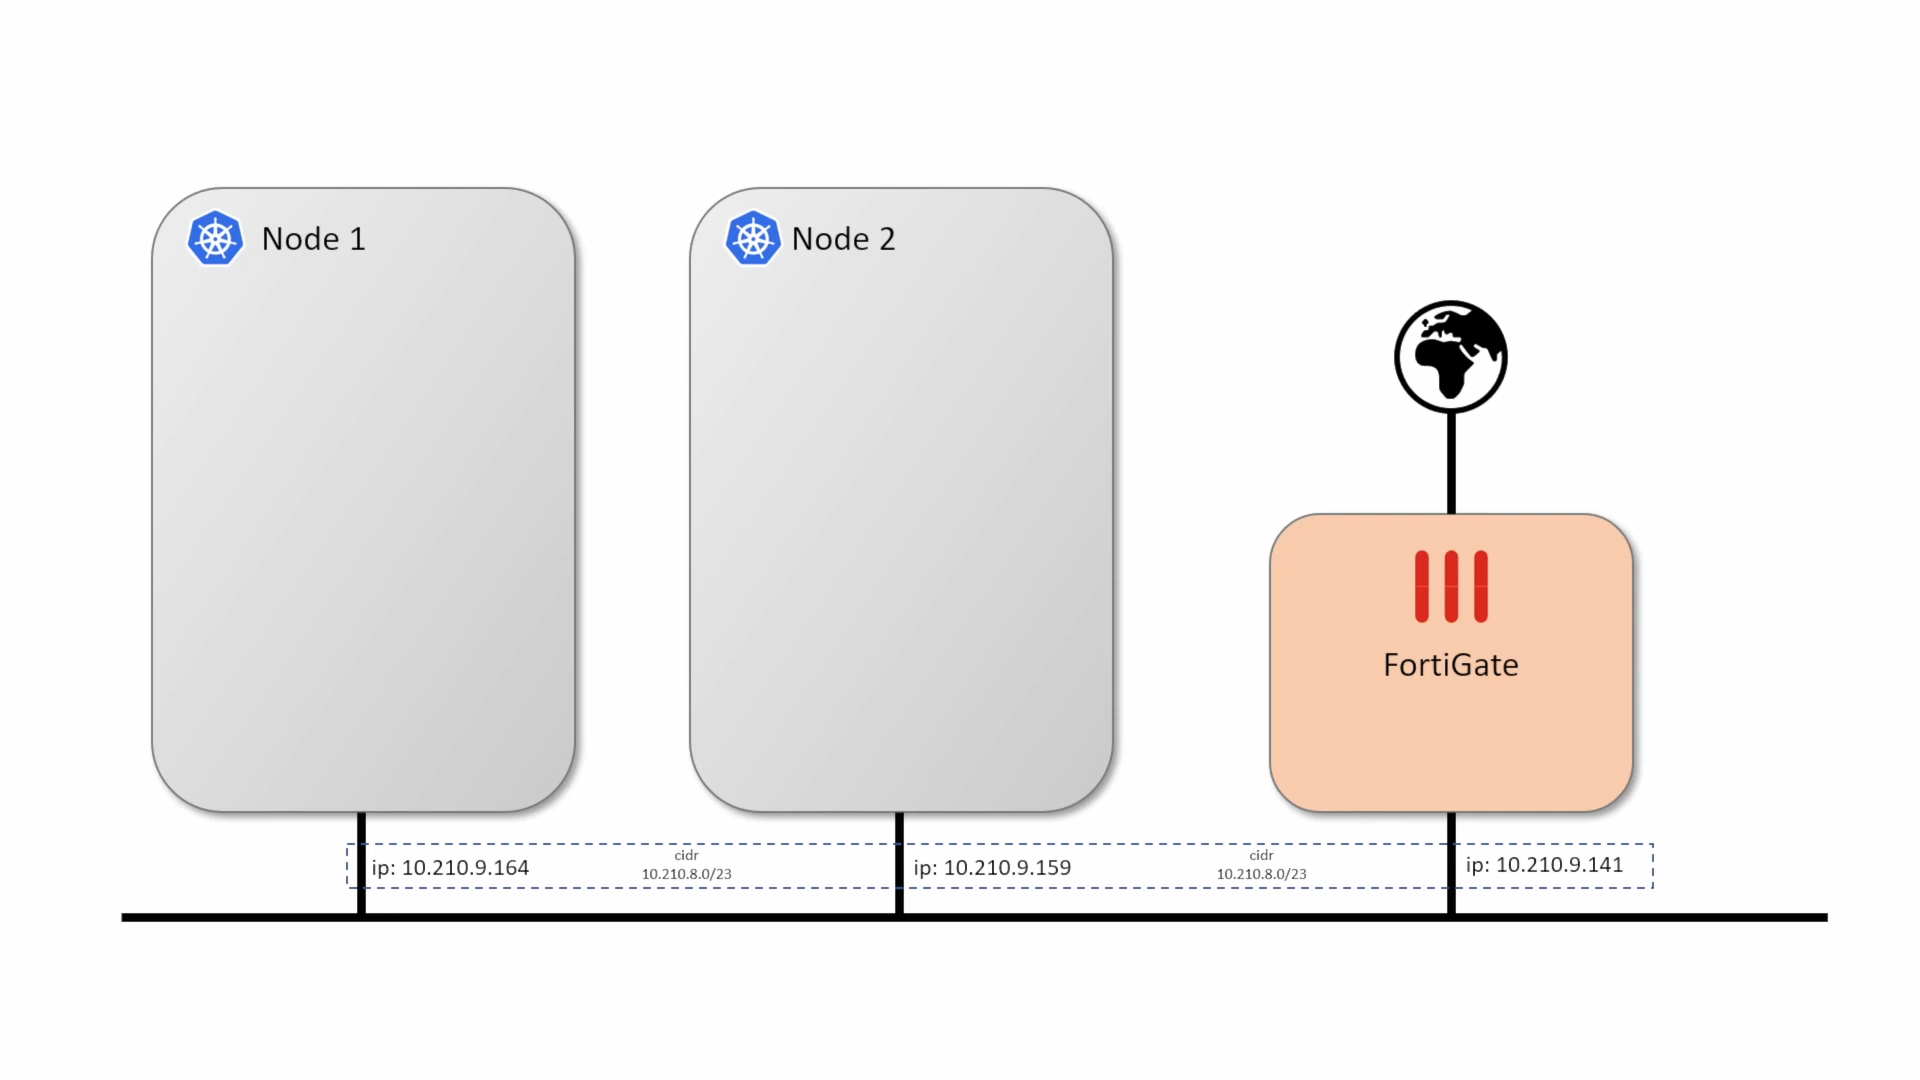 Node 1
Node 2
FortiGate
ip: 10.210.9.164
cidr
10.210.8.0/23
ip: 10.210.9.159
cidr
10.210.8.0/23
ip: 10.210.9.141